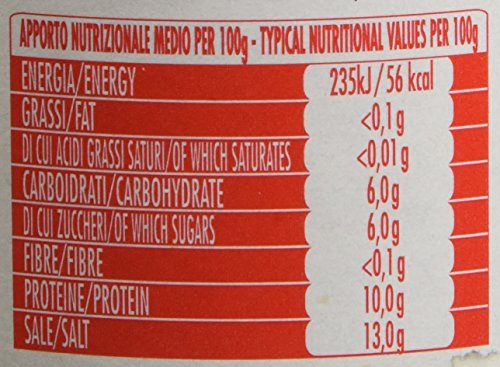 APPORTO NUTRIZIONALE MEDIO PER 100g - TYPICAL NUTRITIONAL VALUES PER 100g
ENERGIA/ENERGY 235kJ/56 kcal
GRASSI/FAT <0,1g
DI CUI ACIDI GRASSI SATURI/OF WHICH SATURATES <0,01g
CARBOIDRATI/CARBOHYDRATE 6,0g
DI CUI ZUCCHERI/OF WHICH SUGARS 6,0g
FIBRE/FIBRE <0,1g
PROTEINE/PROTEIN 10,0g
SALE/SALT 13,0g